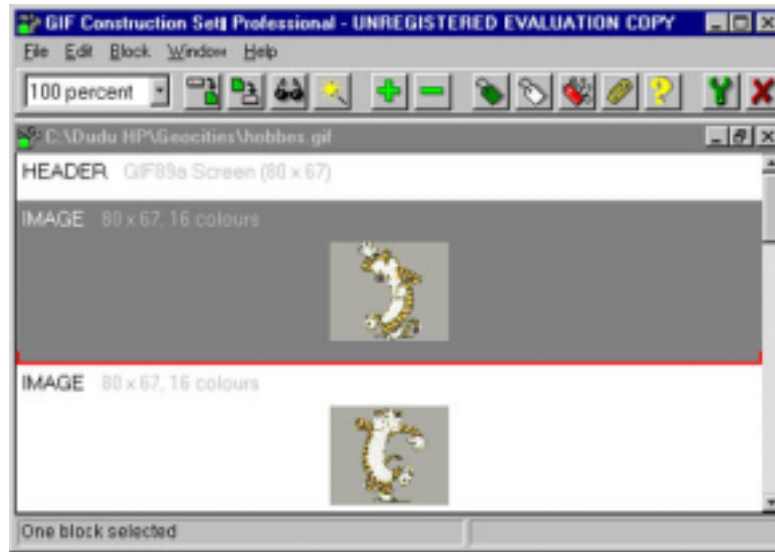 GIF Construction Set Professional - UNREGISTERED EVALUATION COPY
File Edit Block Window Help
100 percent
C:\Dudu HP\Geocities\hobbes.gif
HEADER GIF89a Screen (80 x 67)
IMAGE 80 x 67, 16 colours
IMAGE 80 x 67, 16 colours
One block selected